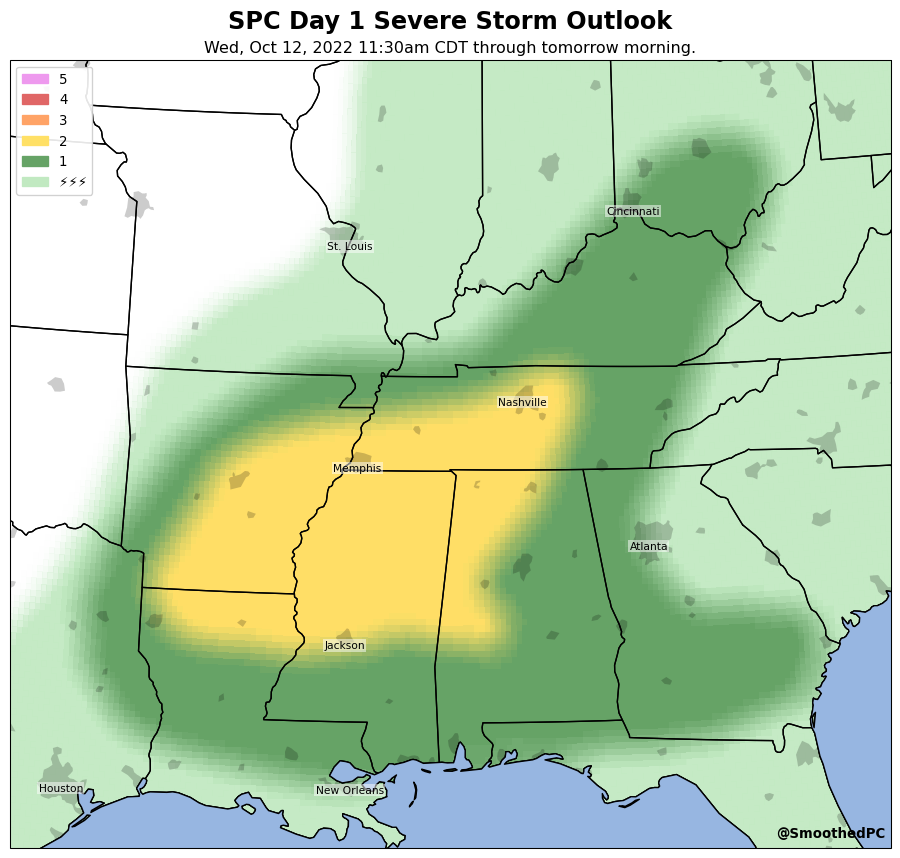 SPC Day 1 Severe Storm Outlook
Wed, Oct 12, 2022 11:30am CDT through tomorrow morning.
5
4
3
2
1
⚡⚡⚡
Cincinnati
St. Louis
Nashville
Memphis
Atlanta
Jackson
Houston
New Orleans
@SmoothedPC